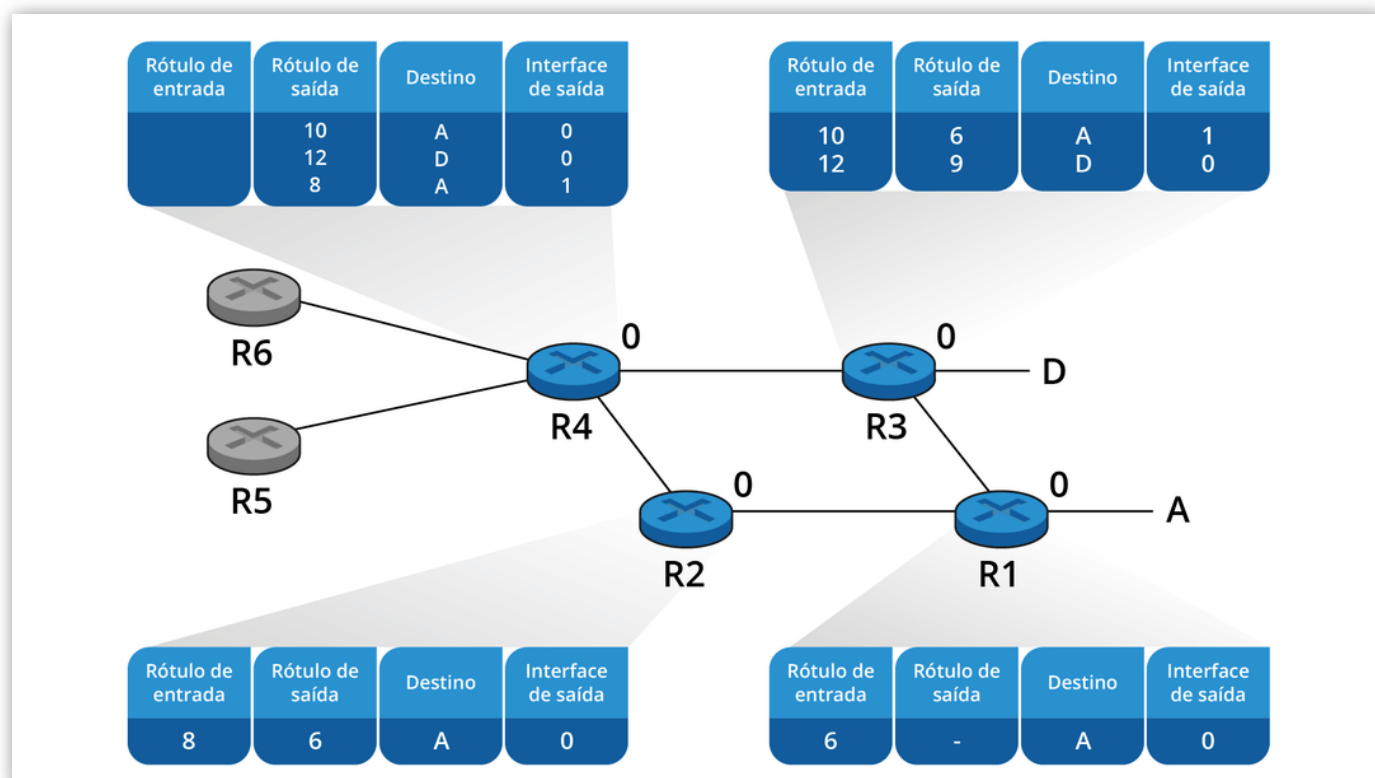 Rótulo de entrada
Rótulo de saída
Destino
Interface de saída
10 A 0
12 D 0
8 A 1
Rótulo de entrada
Rótulo de saída
Destino
Interface de saída
10 6 A 1
12 9 D 0
R6
R5
0
R4
0
D
R3
0
R2
0
A
R1
Rótulo de entrada
Rótulo de saída
Destino
Interface de saída
8 6 A 0
Rótulo de entrada
Rótulo de saída
Destino
Interface de saída
6 - A 0